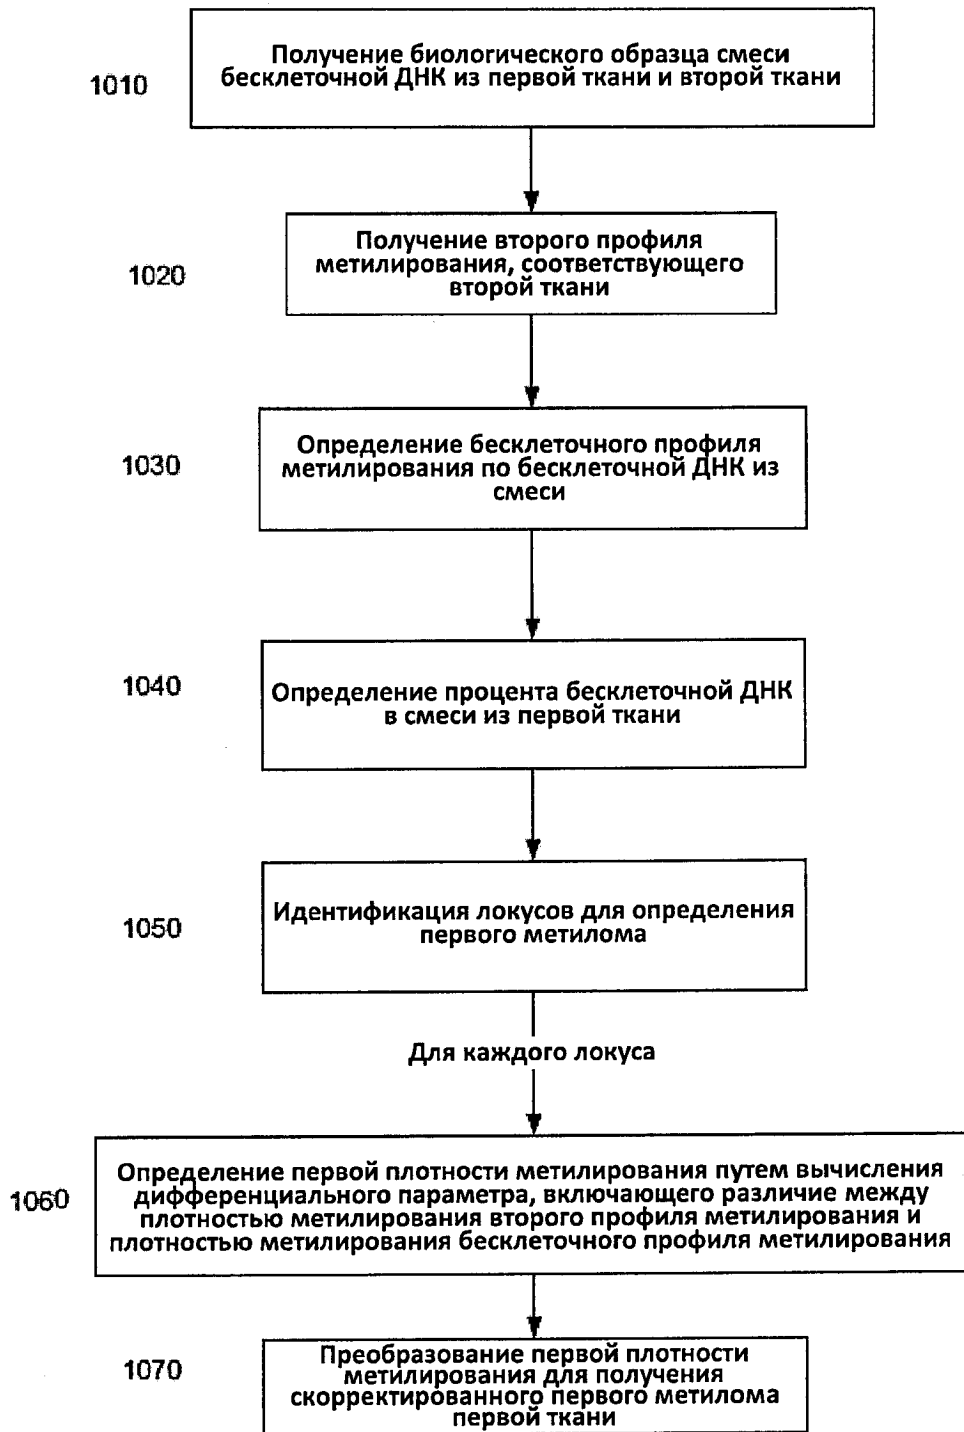 1010
Получение биологического образца смеси
бесклеточной ДНК из первой ткани и второй ткани
1020
Получение второго профиля
метилирования, соответствующего
второй ткани
1030
Определение бесклеточного профиля
метилирования по бесклеточной ДНК из
смеси
1040
Определение процента бесклеточной ДНК
в смеси из первой ткани
1050
Идентификация локусов для определения
первого метилома
Для каждого локуса
1060
Определение первой плотности метилирования путем вычисления
дифференциального параметра, включающего различие между
плотностью метилирования второго профиля метилирования и
плотностью метилирования бесклеточного профиля метилирования
1070
Преобразование первой плотности
метилирования для получения
скорректированного первого метилома
первой ткани